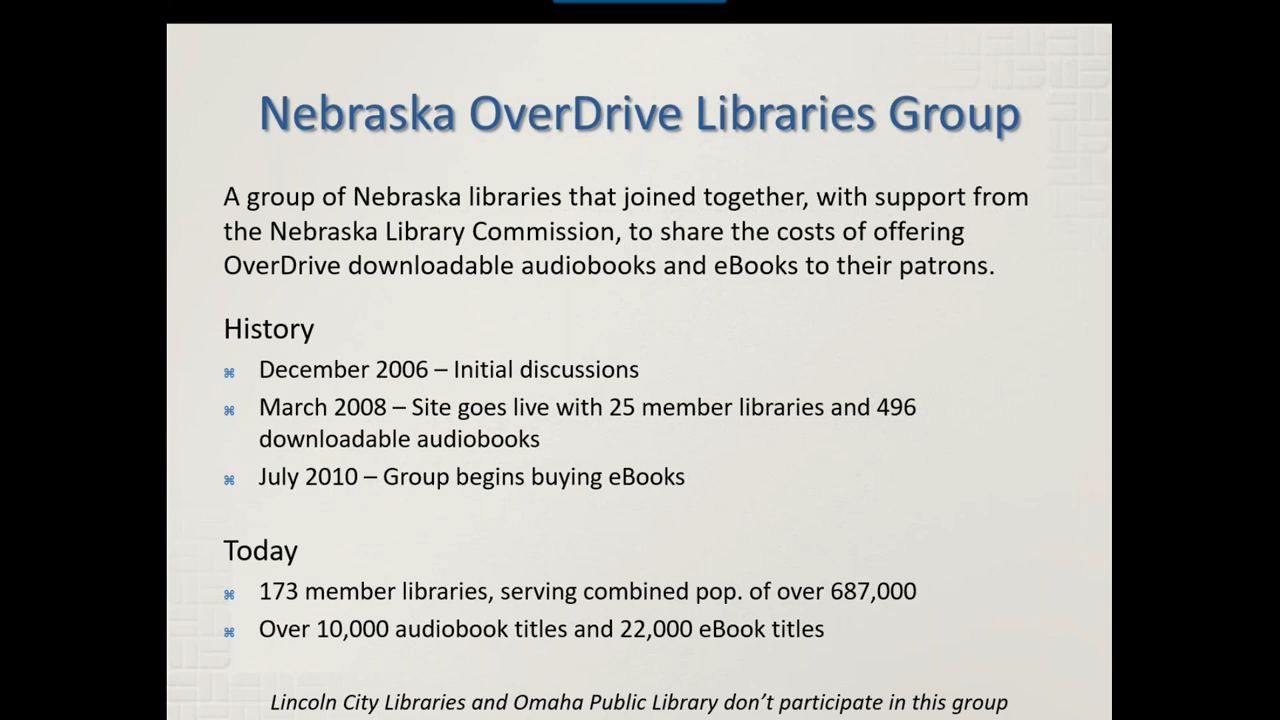 Nebraska OverDrive Libraries Group
A group of Nebraska libraries that joined together, with support from
the Nebraska Library Commission, to share the costs of offering
OverDrive downloadable audiobooks and eBooks to their patrons.
History
⌘ December 2006 – Initial discussions
⌘ March 2008 – Site goes live with 25 member libraries and 496
downloadable audiobooks
⌘ July 2010 – Group begins buying eBooks
Today
⌘ 173 member libraries, serving combined pop. of over 687,000
⌘ Over 10,000 audiobook titles and 22,000 eBook titles
Lincoln City Libraries and Omaha Public Library don’t participate in this group